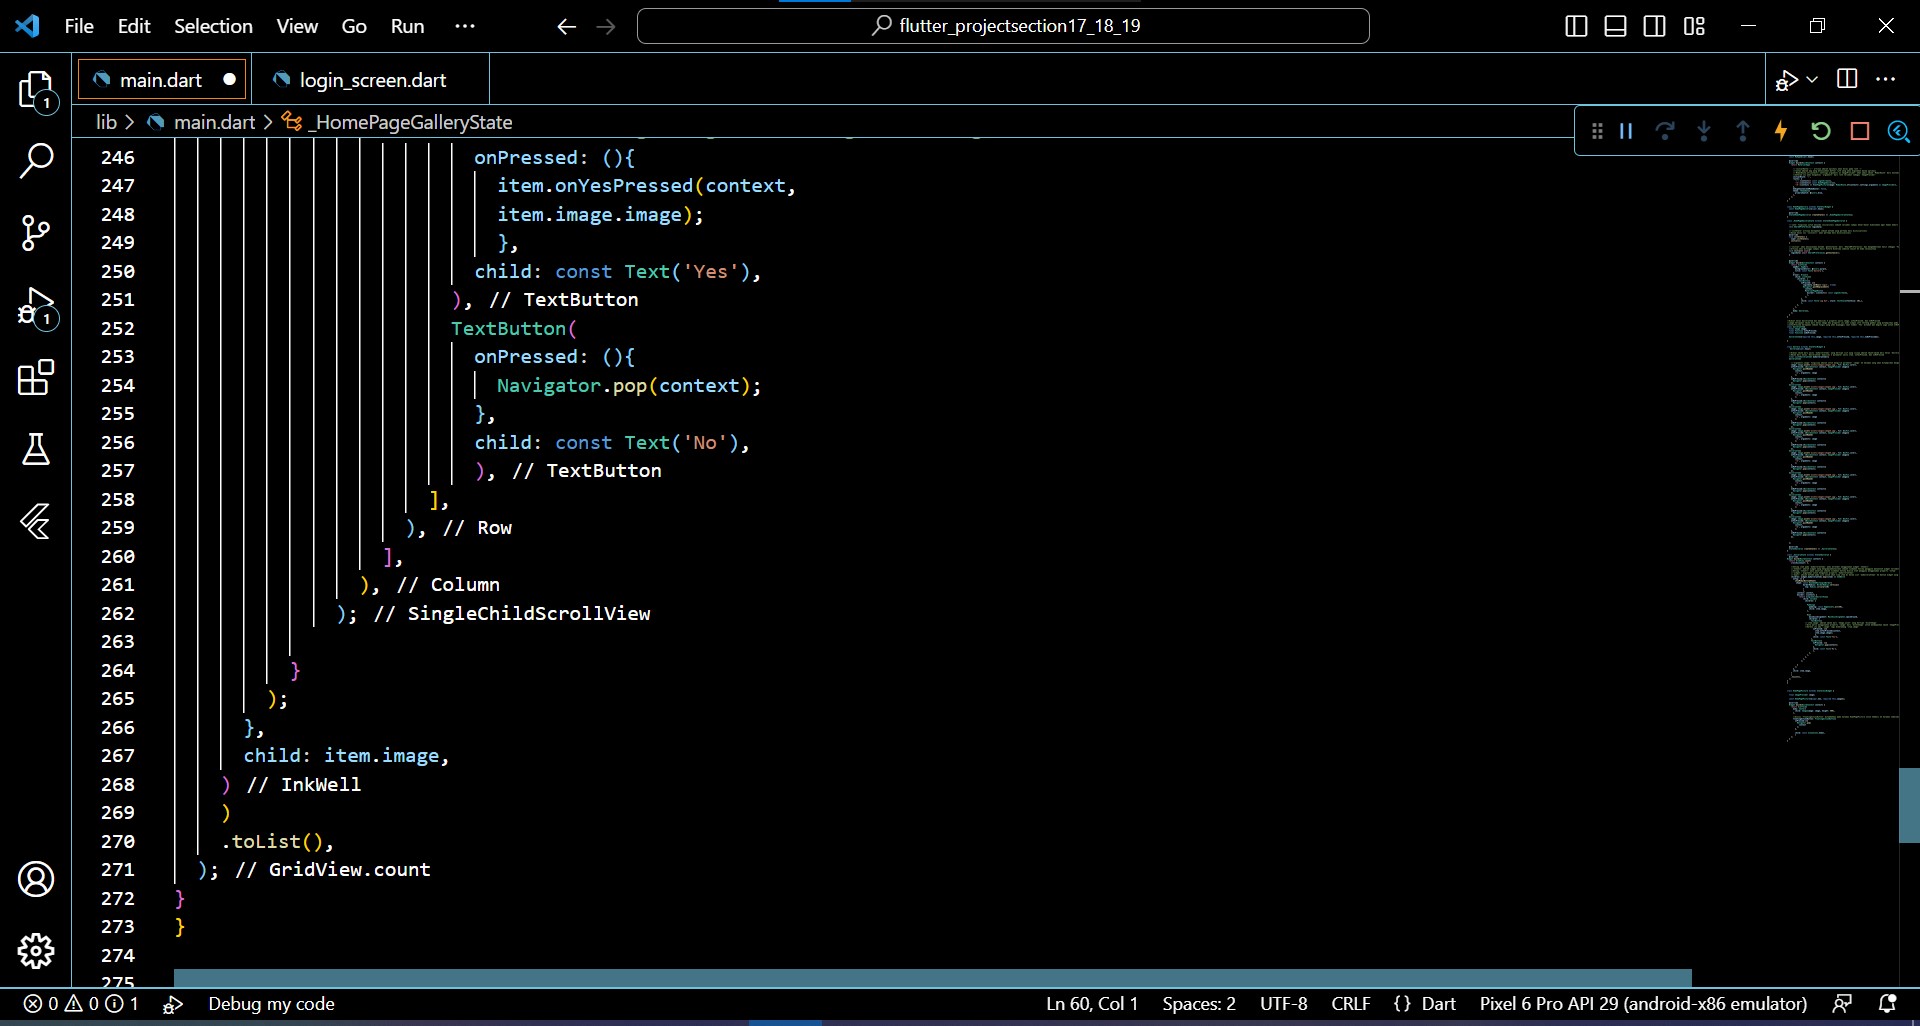 File Edit Selection View Go Run ··· flutter_projectsection17_18_19
main.dart login_screen.dart
lib > main.dart > _HomePageGalleryState
246 onPressed: (){
247 item.onYesPressed(context,
248 item.image.image);
249 },
250 child: const Text('Yes'),
251 ), // TextButton
252 TextButton(
253 onPressed: (){
254 Navigator.pop(context);
255 },
256 child: const Text('No'),
257 ), // TextButton
258 ],
259 ), // Row
260 ],
261 ), // Column
262 ); // SingleChildScrollView
263
264 }
265 );
266 },
267 child: item.image,
268 ) // InkWell
269 )
270 .toList(),
271 ); // GridView.count
272 }
273 }
274
275
1
1
0 0 1 Debug my code Ln 60, Col 1 Spaces: 2 UTF-8 CRLF {} Dart Pixel 6 Pro API 29 (android-x86 emulator)